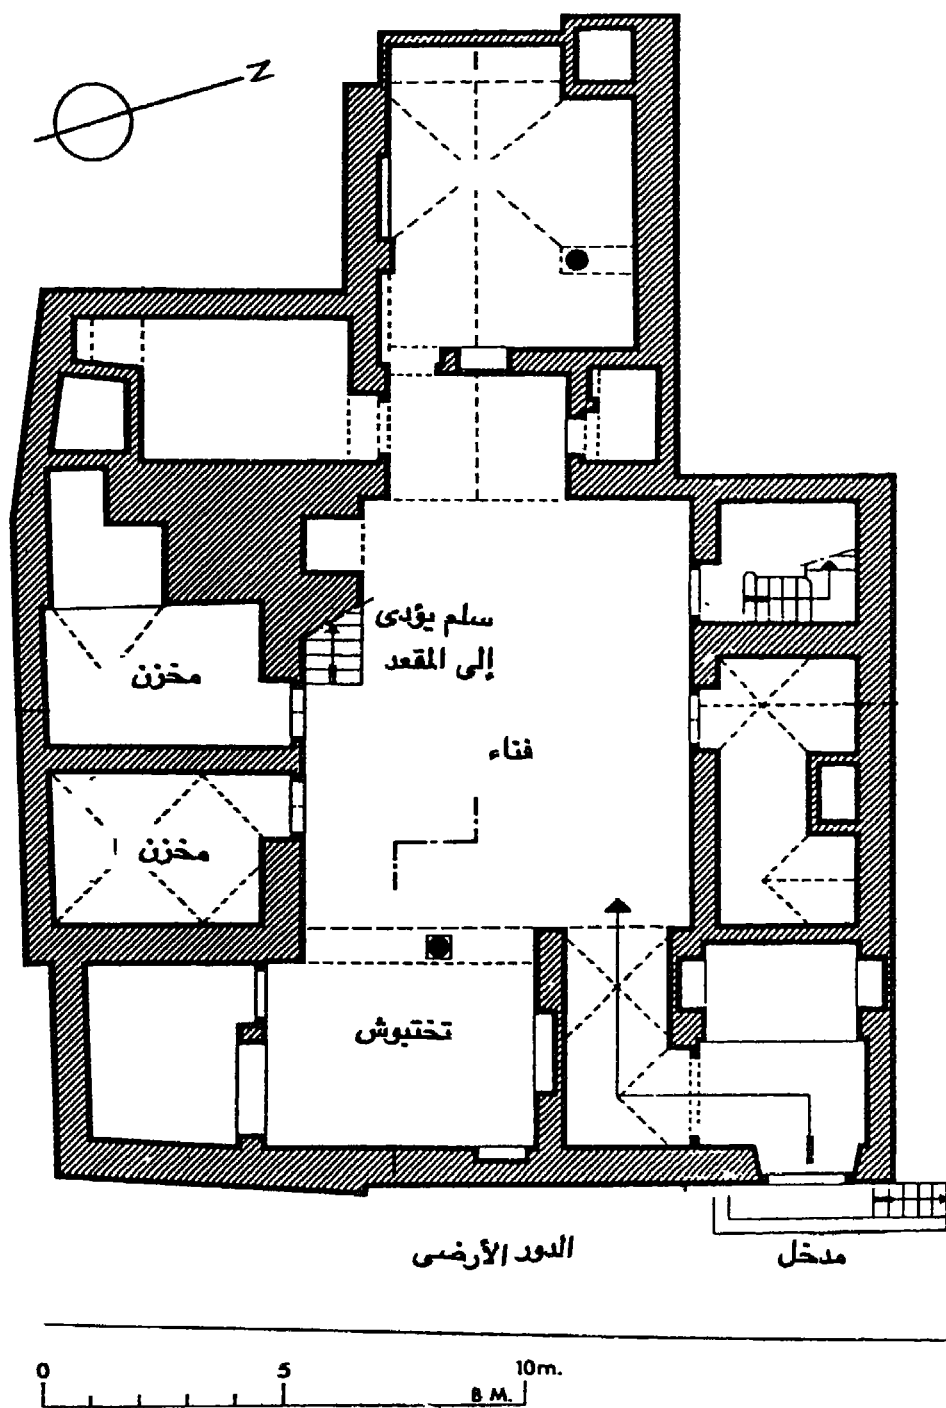 N
سلم يؤدى
إلى المقعد
مخزن
فناء
مخزن
تختبوش
الدور الأرضى
مدخل
0 5 10m.
B M.